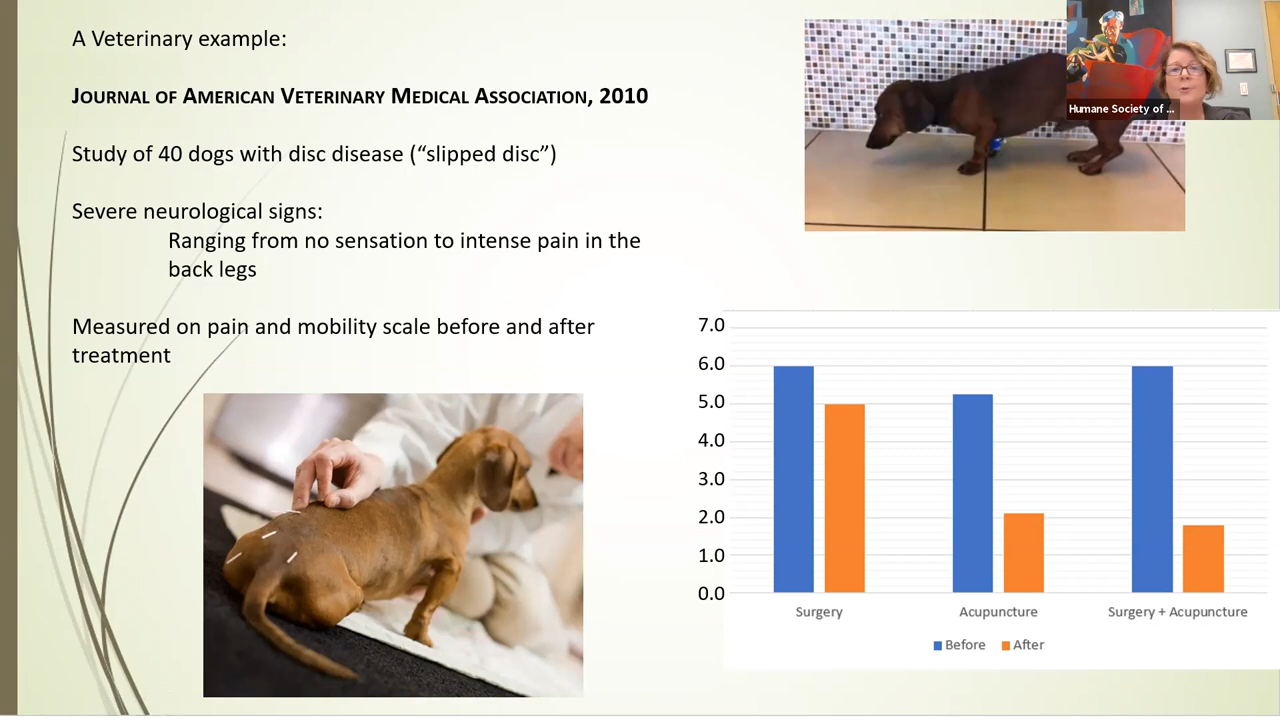 A Veterinary example:
JOURNAL OF AMERICAN VETERINARY MEDICAL ASSOCIATION, 2010
Study of 40 dogs with disc disease (“slipped disc”)
Severe neurological signs:
Ranging from no sensation to intense pain in the
back legs
Measured on pain and mobility scale before and after
treatment
Humane Society of ...
7.0
6.0
5.0
4.0
3.0
2.0
1.0
0.0
Surgery Acupuncture Surgery + Acupuncture
Before After